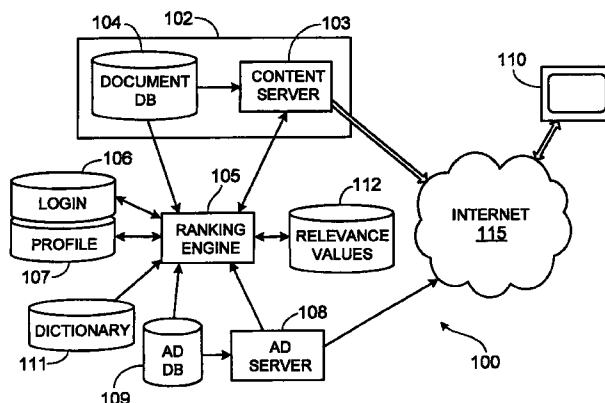 102
104
103
DOCUMENT
DB
CONTENT
SERVER
110
106
105
112
LOGIN
PROFILE
RANKING
ENGINE
RELEVANCE
VALUES
INTERNET
115
107
108
DICTIONARY
111
AD
DB
AD
SERVER
109
100